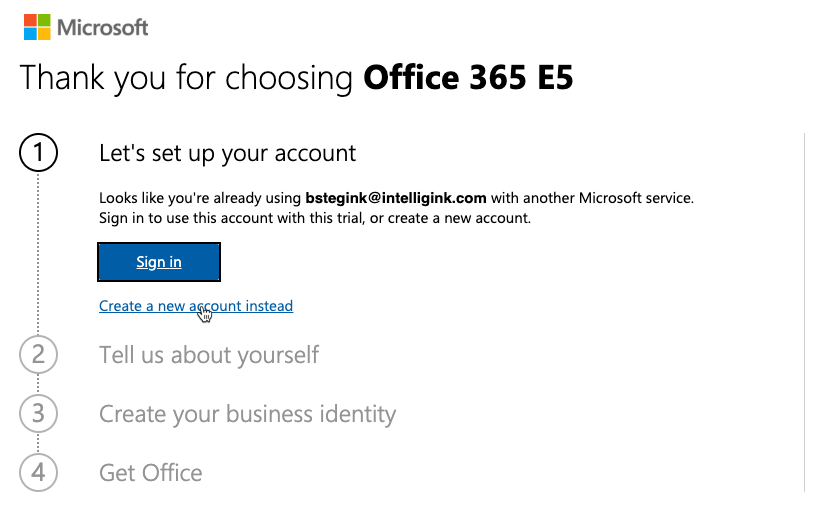 Microsoft
Thank you for choosing Office 365 E5
1
Let's set up your account
Looks like you're already using bstegink@intelligink.com with another Microsoft service.
Sign in to use this account with this trial, or create a new account.
Sign in
Create a new account instead
2
Tell us about yourself
3
Create your business identity
4
Get Office